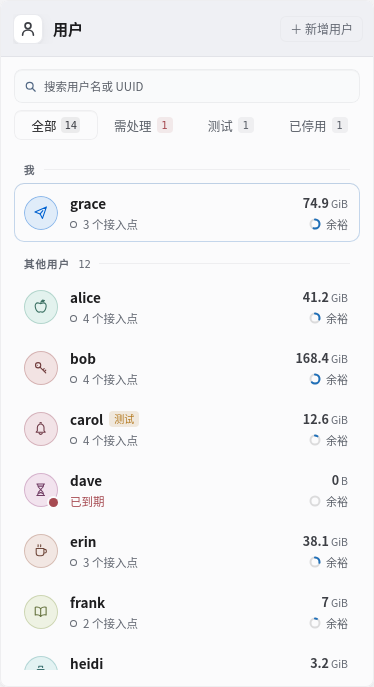 用户
新增用户
搜索用户名或 UUID
全部 14 需处理 1 测试 1 已停用 1
我
grace 74.9 GiB
3 个接入点 余裕
其他用户 12
alice 41.2 GiB
4 个接入点 余裕
bob 168.4 GiB
4 个接入点 余裕
carol 测试 12.6 GiB
4 个接入点 余裕
dave 0 B
已到期 余裕
erin 38.1 GiB
3 个接入点 余裕
frank 7 GiB
2 个接入点 余裕
heidi 3.2 GiB